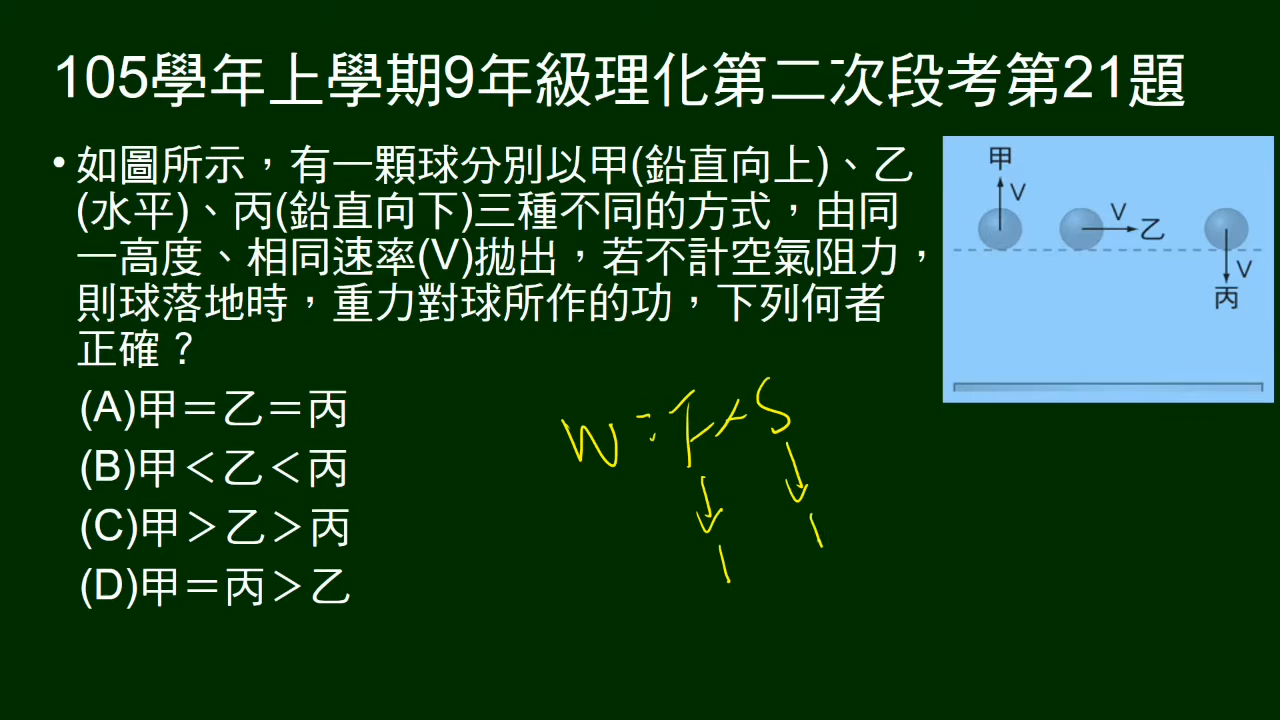 105學年上學期9年級理化第二次段考第21題
• 如圖所示，有一顆球分別以甲(鉛直向上)、乙
(水平)、丙(鉛直向下)三種不同的方式，由同
一高度、相同速率(V)拋出，若不計空氣阻力，
則球落地時，重力對球所作的功，下列何者
正確？
(A)甲＝乙＝丙
(B)甲＜乙＜丙
(C)甲＞乙＞丙
(D)甲＝丙＞乙
甲
V
V
乙
V
丙
W=F×S